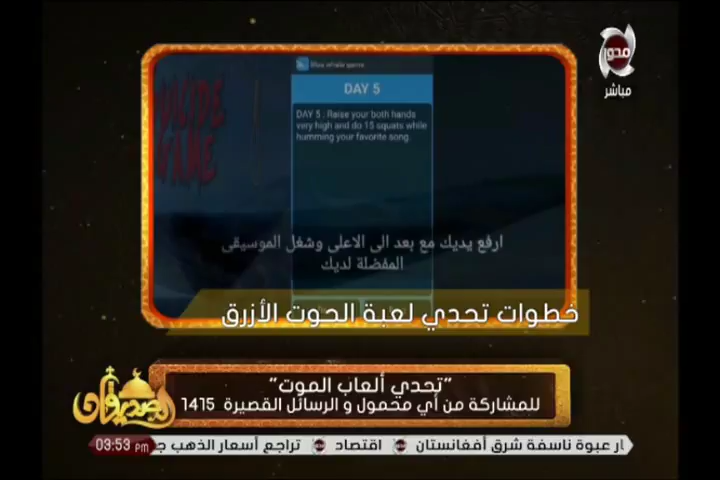 محور
مباشر
SUICIDE
GAME
Blue whale game
DAY 5
DAY 5 : Raise your both hands
very high and do 15 squats while
humming your favorite song.
ارفع يديك مع بعد الى الاعلى وشغل الموسيقى
المفضلة لديك
خطوات تحدي لعبة الحوت الأزرق
"تحدي ألعاب الموت"
للمشاركة من أي محمول و الرسائل القصيرة 1415
03:53 PM
ار عبوة ناسفة شرق أفغانستان محور اقتصاد محور تراجع أسعار الذهب ج